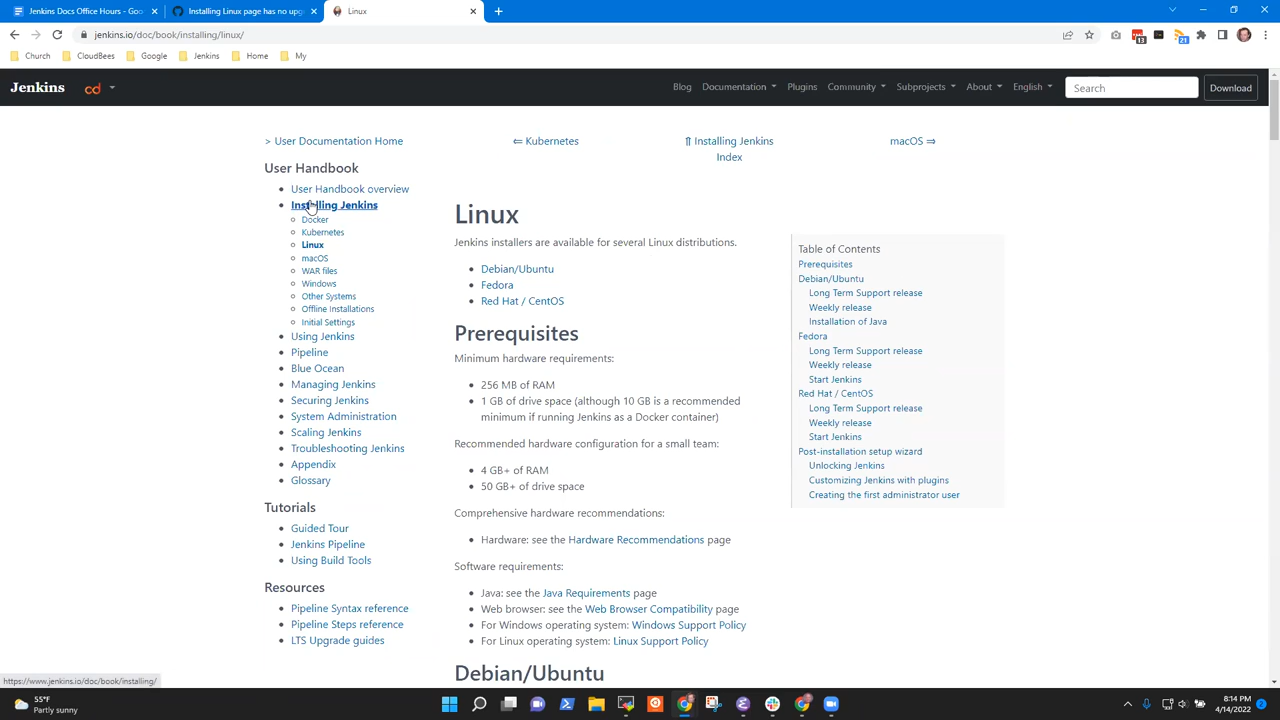 Jenkins Docs Office Hours - Goo
Installing Linux page has no upg
Linux
jenkins.io/doc/book/installing/linux/
13
21
Church
CloudBees
Google
Jenkins
Home
My
Jenkins
cd
Blog
Documentation
Plugins
Community
Subprojects
About
English
Search
Download
> User Documentation Home
⇐ Kubernetes
⇑ Installing Jenkins
Index
macOS ⇒
User Handbook
User Handbook overview
Installing Jenkins
Docker
Kubernetes
Linux
macOS
WAR files
Windows
Other Systems
Offline Installations
Initial Settings
Using Jenkins
Pipeline
Blue Ocean
Managing Jenkins
Securing Jenkins
System Administration
Scaling Jenkins
Troubleshooting Jenkins
Appendix
Glossary
Tutorials
Guided Tour
Jenkins Pipeline
Using Build Tools
Resources
Pipeline Syntax reference
Pipeline Steps reference
LTS Upgrade guides
Linux
Jenkins installers are available for several Linux distributions.
Debian/Ubuntu
Fedora
Red Hat / CentOS
Prerequisites
Minimum hardware requirements:
256 MB of RAM
1 GB of drive space (although 10 GB is a recommended
minimum if running Jenkins as a Docker container)
Recommended hardware configuration for a small team:
4 GB+ of RAM
50 GB+ of drive space
Comprehensive hardware recommendations:
Hardware: see the Hardware Recommendations page
Software requirements:
Java: see the Java Requirements page
Web browser: see the Web Browser Compatibility page
For Windows operating system: Windows Support Policy
For Linux operating system: Linux Support Policy
Debian/Ubuntu
Table of Contents
Prerequisites
Debian/Ubuntu
Long Term Support release
Weekly release
Installation of Java
Fedora
Long Term Support release
Weekly release
Start Jenkins
Red Hat / CentOS
Long Term Support release
Weekly release
Start Jenkins
Post-installation setup wizard
Unlocking Jenkins
Customizing Jenkins with plugins
Creating the first administrator user
https://www.jenkins.io/doc/book/installing/
55°F
Partly sunny
8:14 PM
4/14/2022